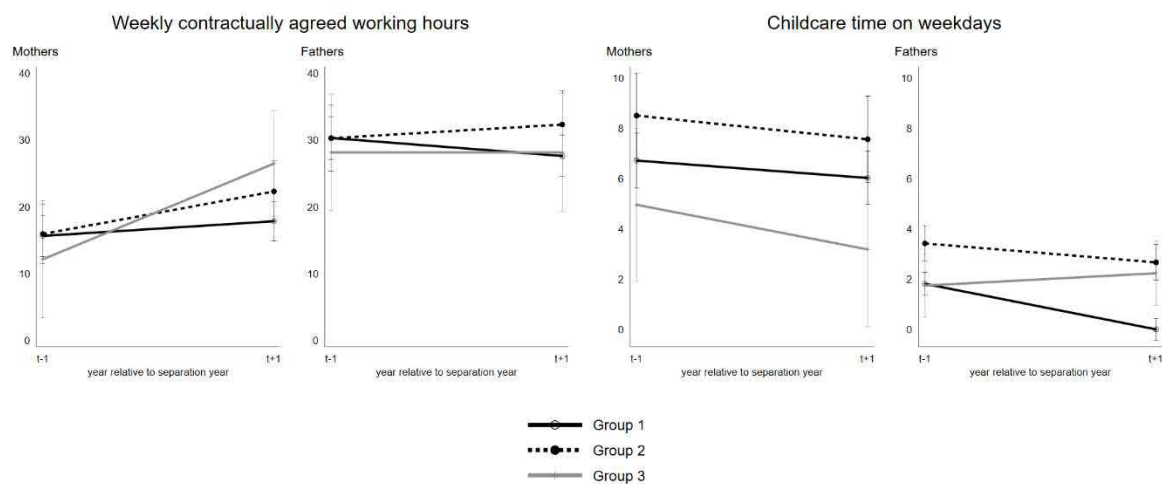 Weekly contractually agreed working hours
Childcare time on weekdays
Mothers
Fathers
Mothers
Fathers
40
30
20
10
0
t-1
t+1
year relative to separation year
40
30
20
10
0
t-1
t+1
year relative to separation year
10
8
6
4
2
0
t-1
t+1
year relative to separation year
10
8
6
4
2
0
t-1
t+1
year relative to separation year
Group 1
Group 2
Group 3